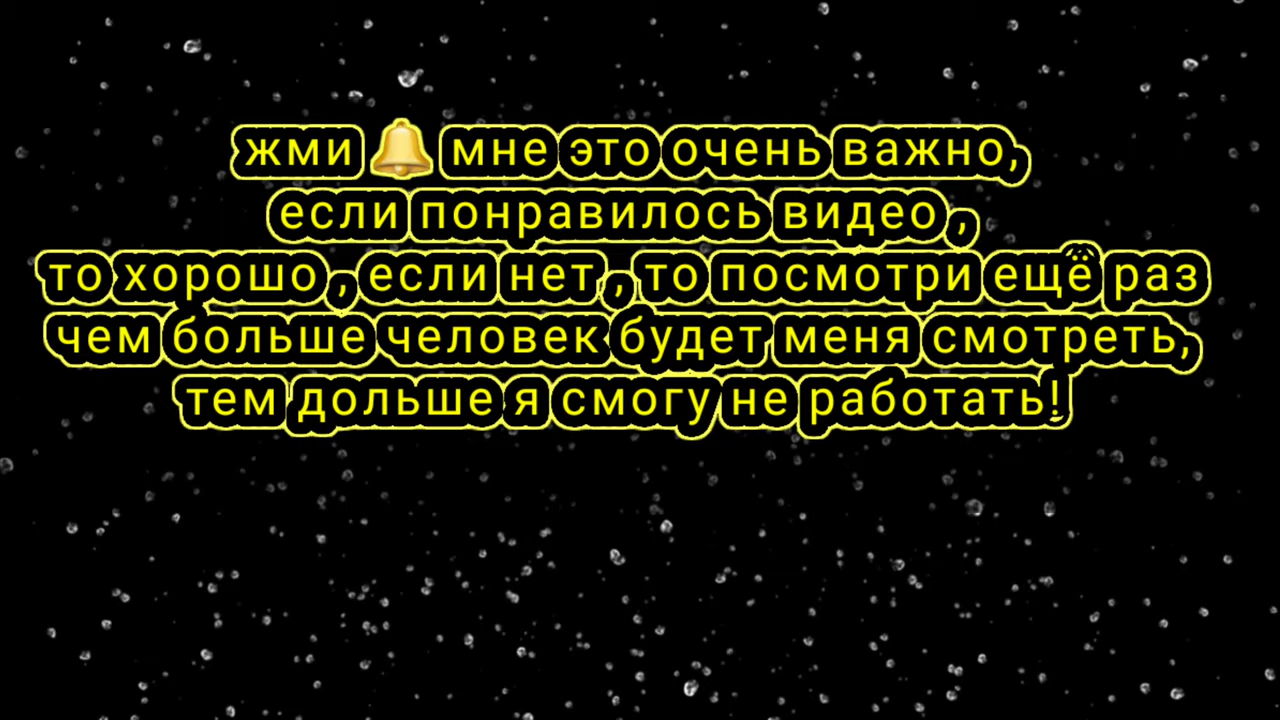 жми 🔔 мне это очень важно,
если понравилось видео ,
то хорошо , если нет , то посмотри ещё раз
чем больше человек будет меня смотреть,
тем дольше я смогу не работать!